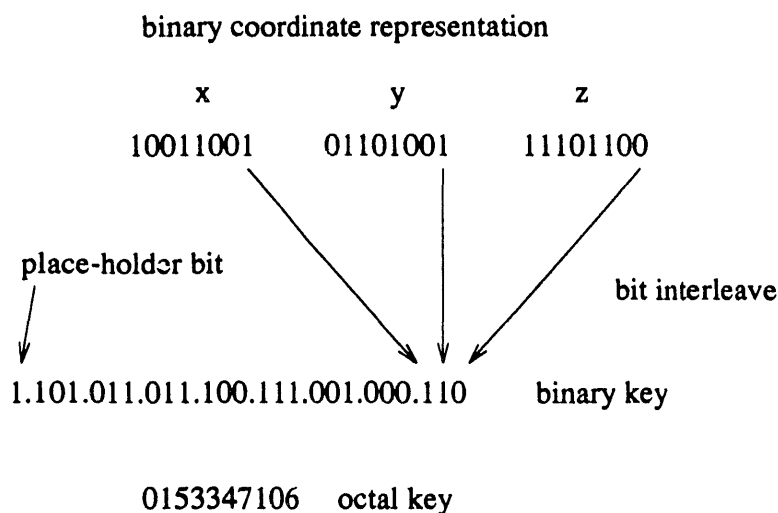 binary coordinate representation
x y z
10011001 01101001 11101100
place-holder bit
bit interleave
1.101.011.011.100.111.001.000.110 binary key
0153347106 octal key